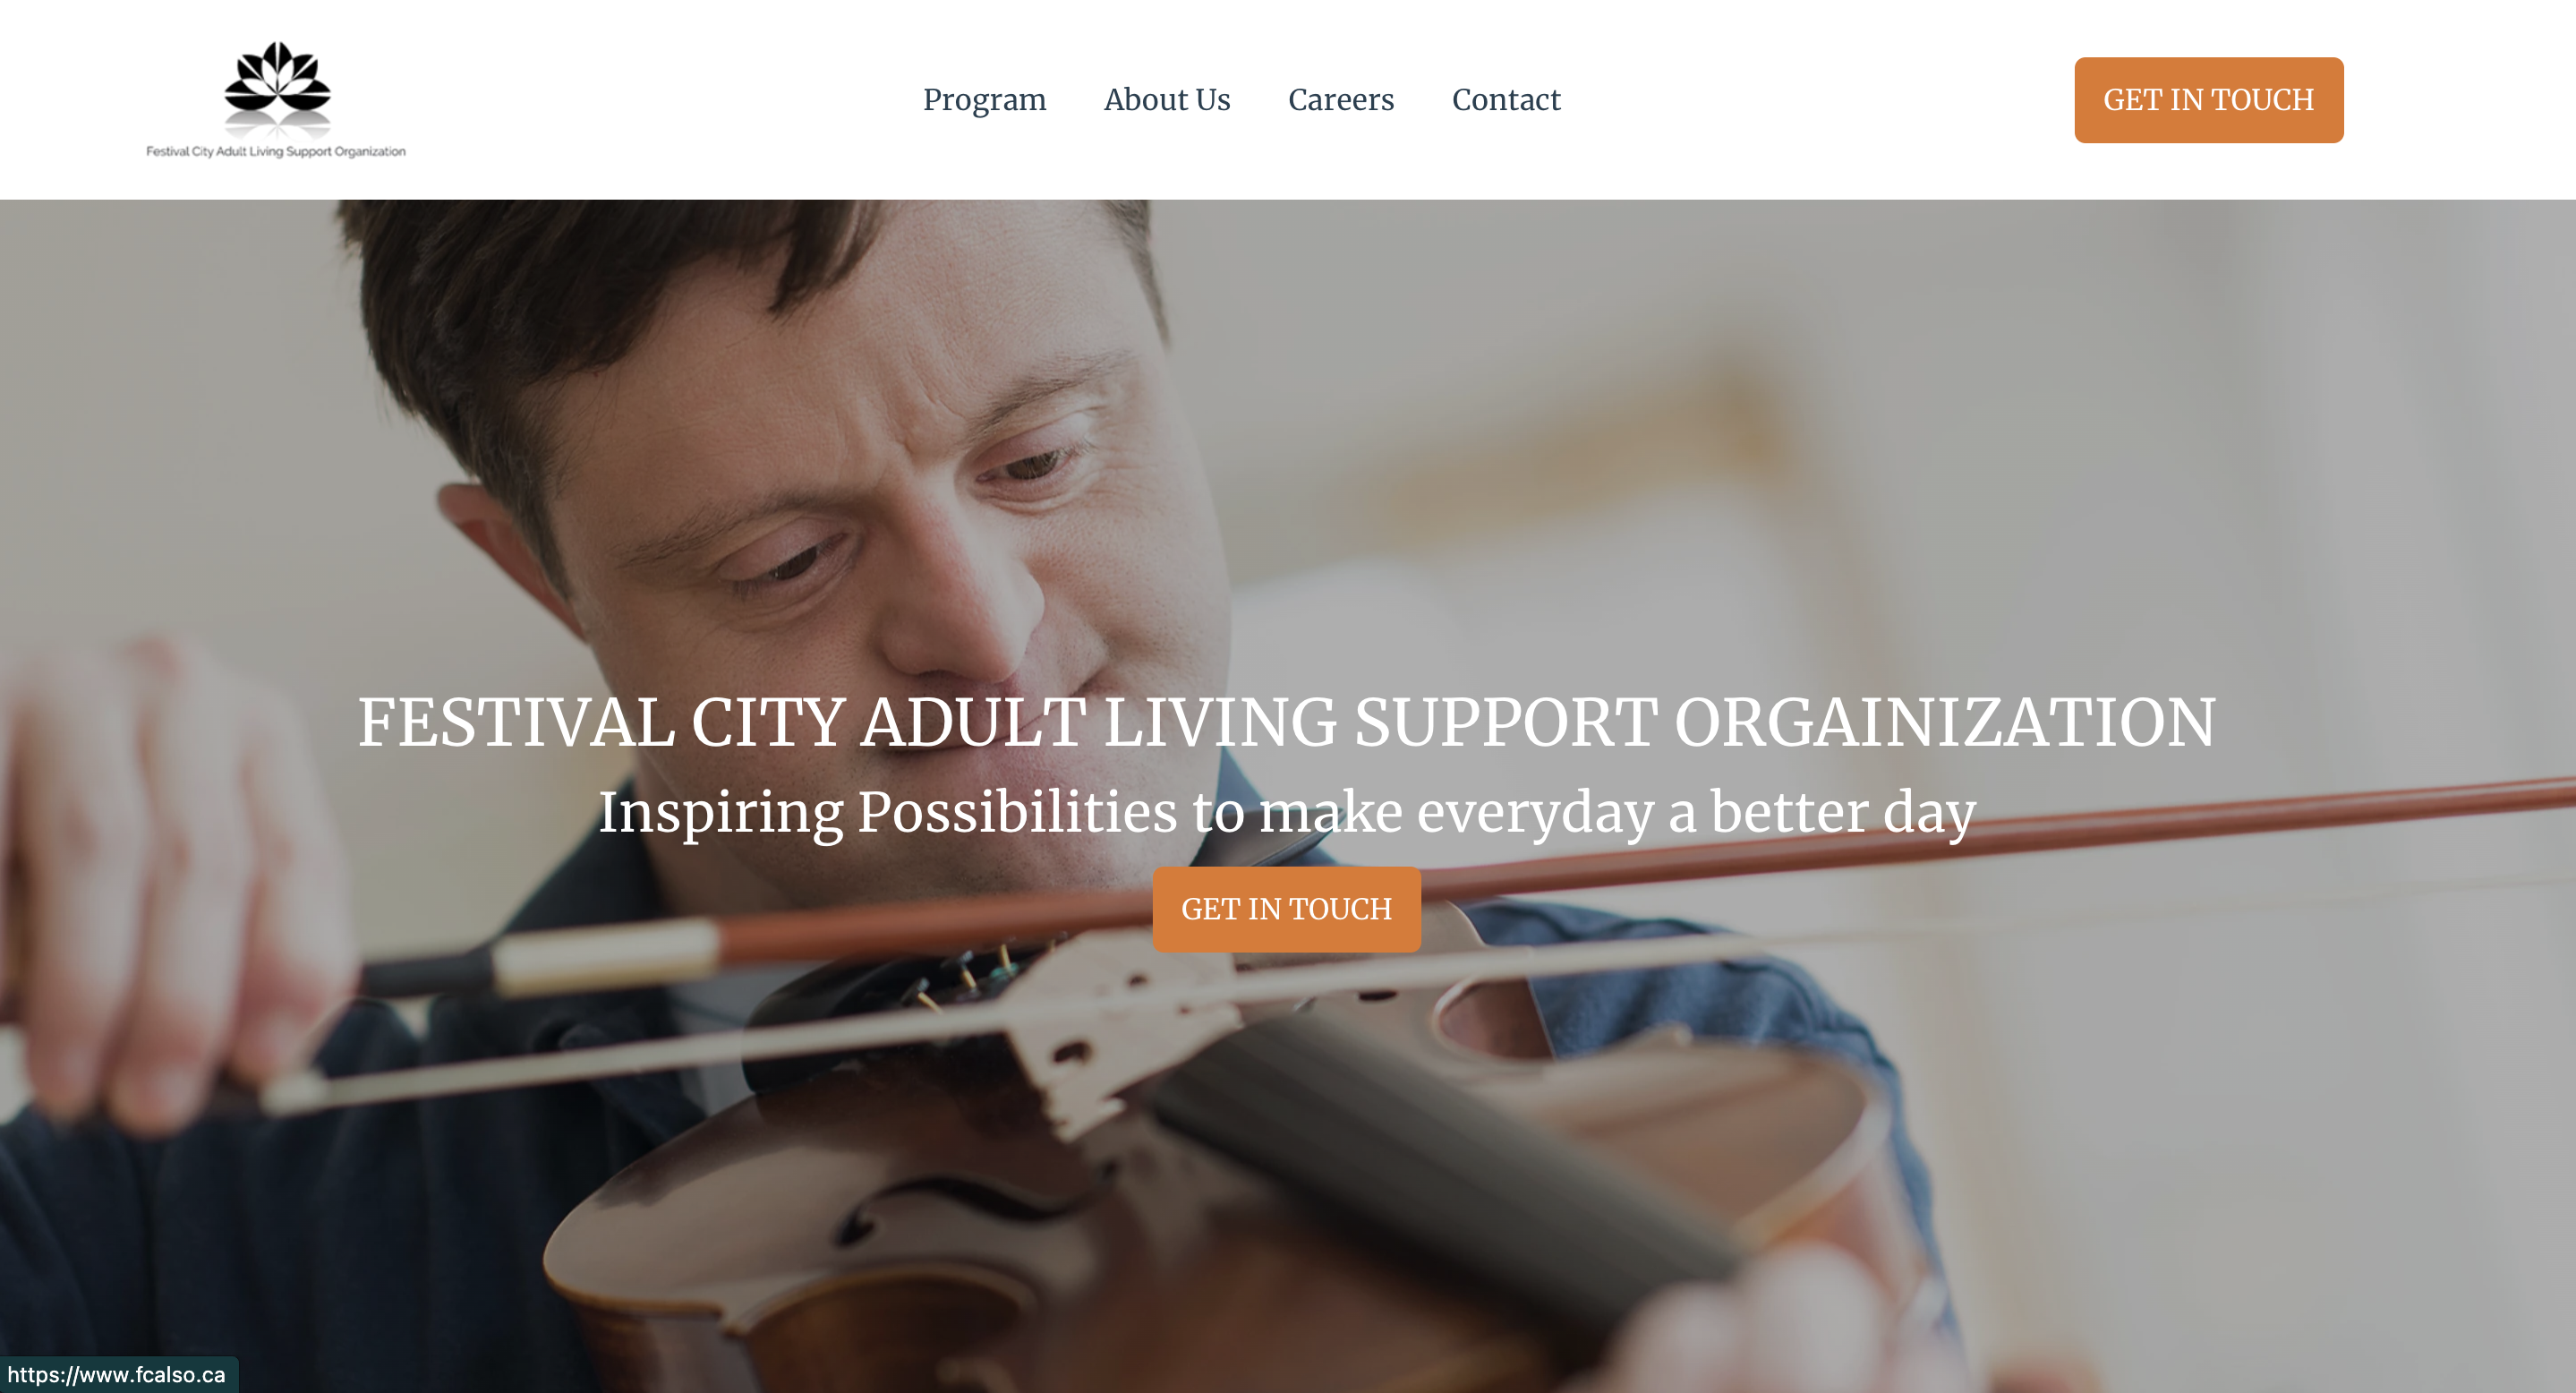 Festival City Adult Living Support Organization
Program
About Us
Careers
Contact
GET IN TOUCH
FESTIVAL CITY ADULT LIVING SUPPORT ORGAINIZATION
Inspiring Possibilities to make everyday a better day
GET IN TOUCH
https://www.fcalso.ca